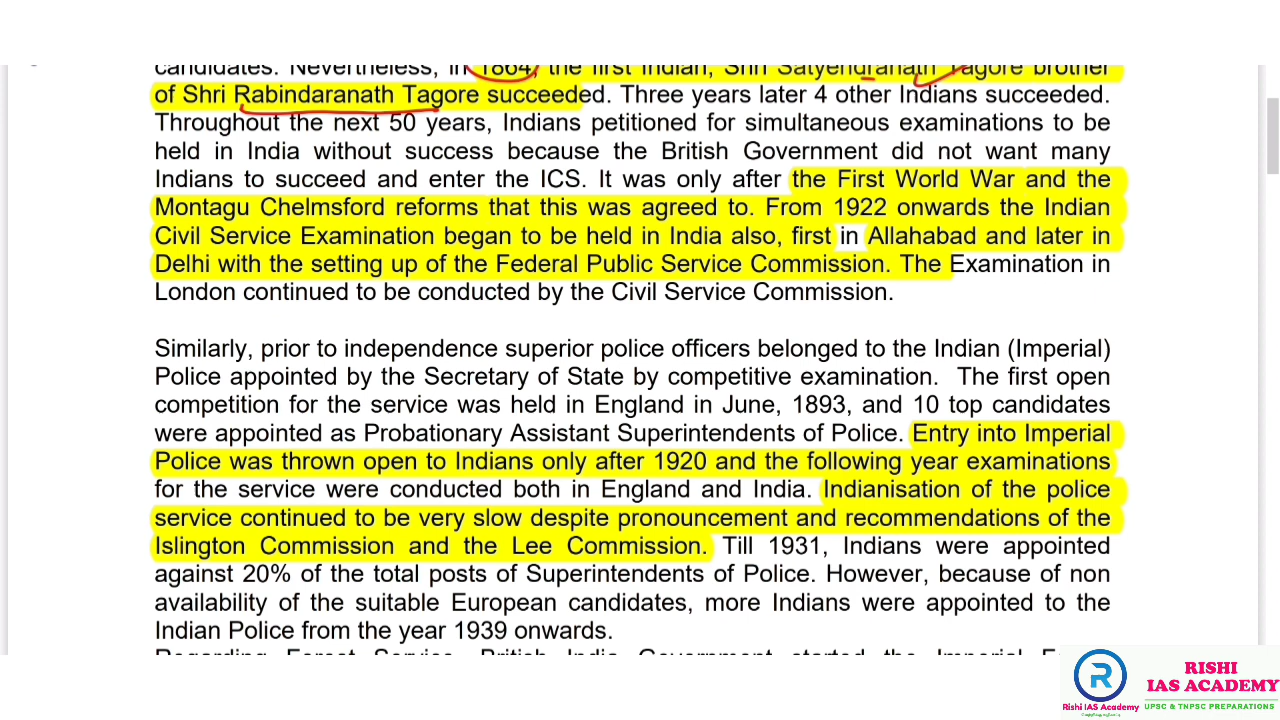 candidates. Nevertheless, in 1864, the first Indian, Shri Satyendranath Tagore brother
of Shri Rabindaranath Tagore succeeded. Three years later 4 other Indians succeeded.
Throughout the next 50 years, Indians petitioned for simultaneous examinations to be
held in India without success because the British Government did not want many
Indians to succeed and enter the ICS. It was only after the First World War and the
Montagu Chelmsford reforms that this was agreed to. From 1922 onwards the Indian
Civil Service Examination began to be held in India also, first in Allahabad and later in
Delhi with the setting up of the Federal Public Service Commission. The Examination in
London continued to be conducted by the Civil Service Commission.
Similarly, prior to independence superior police officers belonged to the Indian (Imperial)
Police appointed by the Secretary of State by competitive examination. The first open
competition for the service was held in England in June, 1893, and 10 top candidates
were appointed as Probationary Assistant Superintendents of Police. Entry into Imperial
Police was thrown open to Indians only after 1920 and the following year examinations
for the service were conducted both in England and India. Indianisation of the police
service continued to be very slow despite pronouncement and recommendations of the
Islington Commission and the Lee Commission. Till 1931, Indians were appointed
against 20% of the total posts of Superintendents of Police. However, because of non
availability of the suitable European candidates, more Indians were appointed to the
Indian Police from the year 1939 onwards.
Regarding Forest Service, British India Government started the Imperial
RISHI
IAS ACADEMY
Rishi IAS Academy
UPSC & TNPSC PREPARATIONS